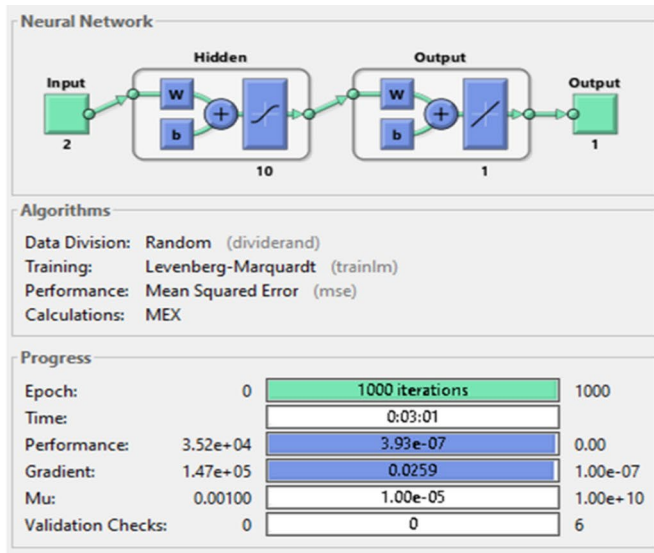 Neural Network
Hidden
Output
Input
W
b
+
W
b
+
Output
2
10
1
1
Algorithms
Data Division: Random (dividerand)
Training: Levenberg-Marquardt (trainlm)
Performance: Mean Squared Error (mse)
Calculations: MEX
Progress
Epoch: 0 1000 iterations 1000
Time: 0:03:01
Performance: 3.52e+04 3.93e-07 0.00
Gradient: 1.47e+05 0.0259 1.00e-07
Mu: 0.00100 1.00e-05 1.00e+10
Validation Checks: 0 0 6